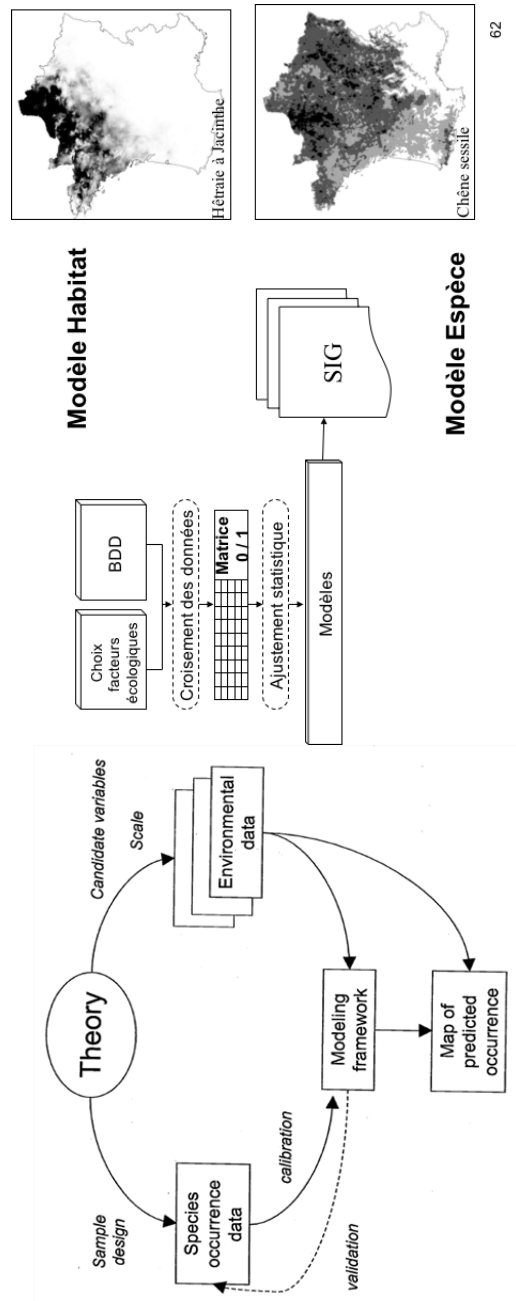 Theory
Sample
design
Candidate variables
Scale
Species
occurrence
data
Environmental
data
calibration
validation
Modeling
framework
Map of
predicted
occurrence
Choix
facteurs
écologiques
BDD
Croisement des données
Matrice
0 / 1
Ajustement statistique
Modèles
SIG
Modèle Habitat
Modèle Espèce
Hêtraie à Jacinthe
Chêne sessile
62